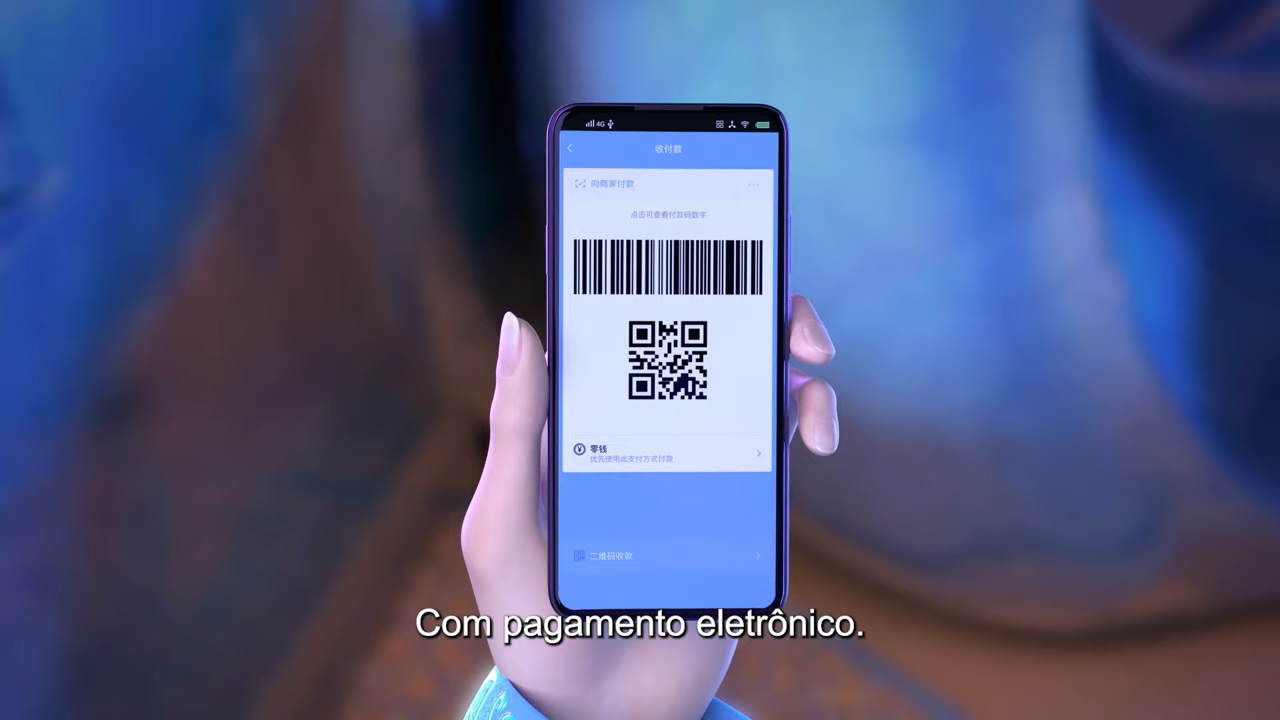 4G
收付款
向商家付款
点击可查看付款码数字
零钱
优先使用此支付方式付款
二维码收款
Com pagamento eletrônico.